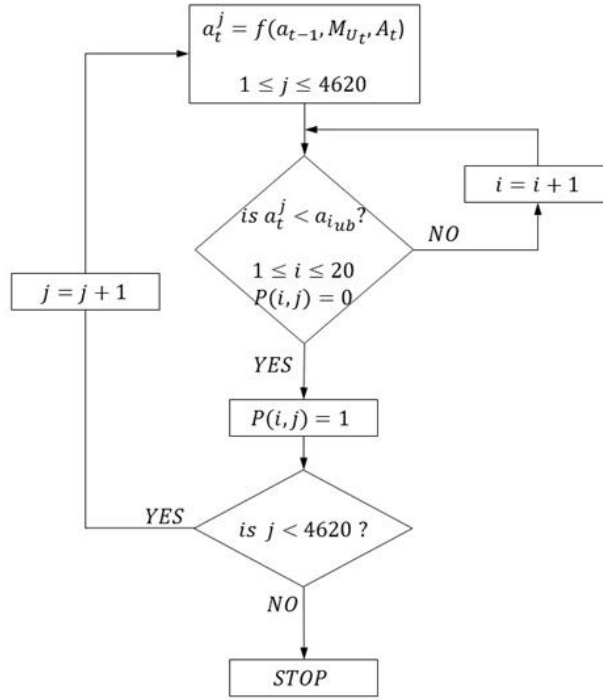 a_t^j = f(a_{t−1}, M_{U_t}, A_t)
1 ≤ j ≤ 4620
i = i + 1
is a_t^j < a_{i_{ub}}?
NO
1 ≤ i ≤ 20
j = j + 1
P(i, j) = 0
YES
P(i, j) = 1
YES
is j < 4620 ?
NO
STOP